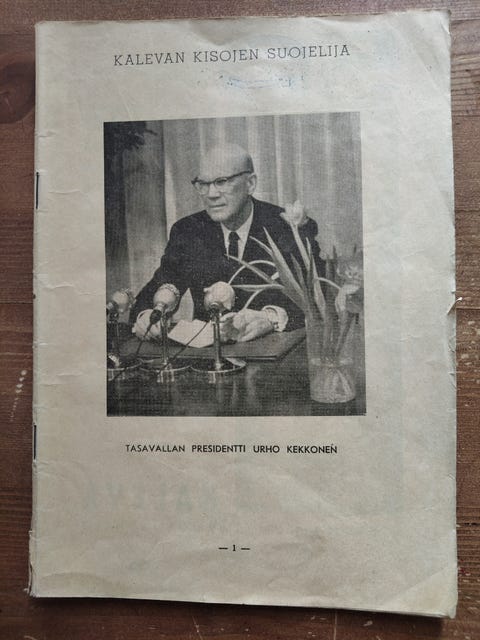 KALEVAN KISOJEN SUOJELIJA
TASAVALLAN PRESIDENTTI URHO KEKKONEN
— 1 —